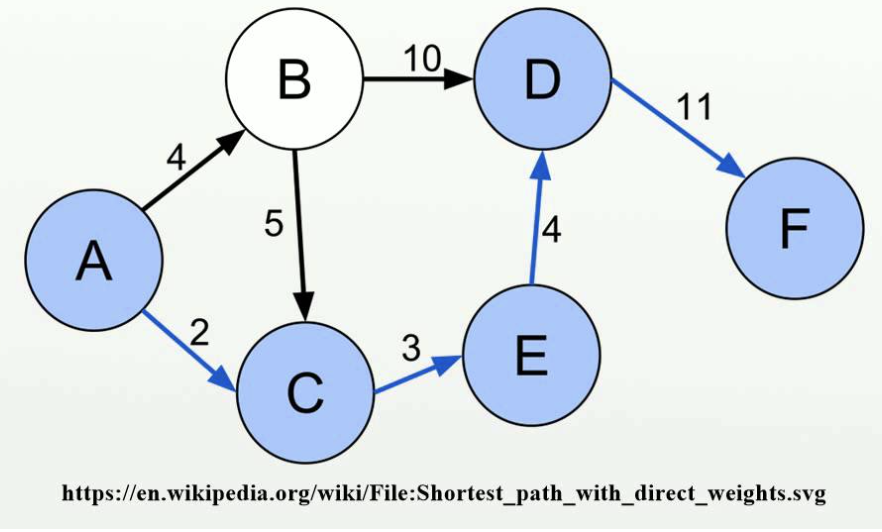 B
10
D
11
4
A
5
4
F
2
3
E
C
https://en.wikipedia.org/wiki/File:Shortest_path_with_direct_weights.svg